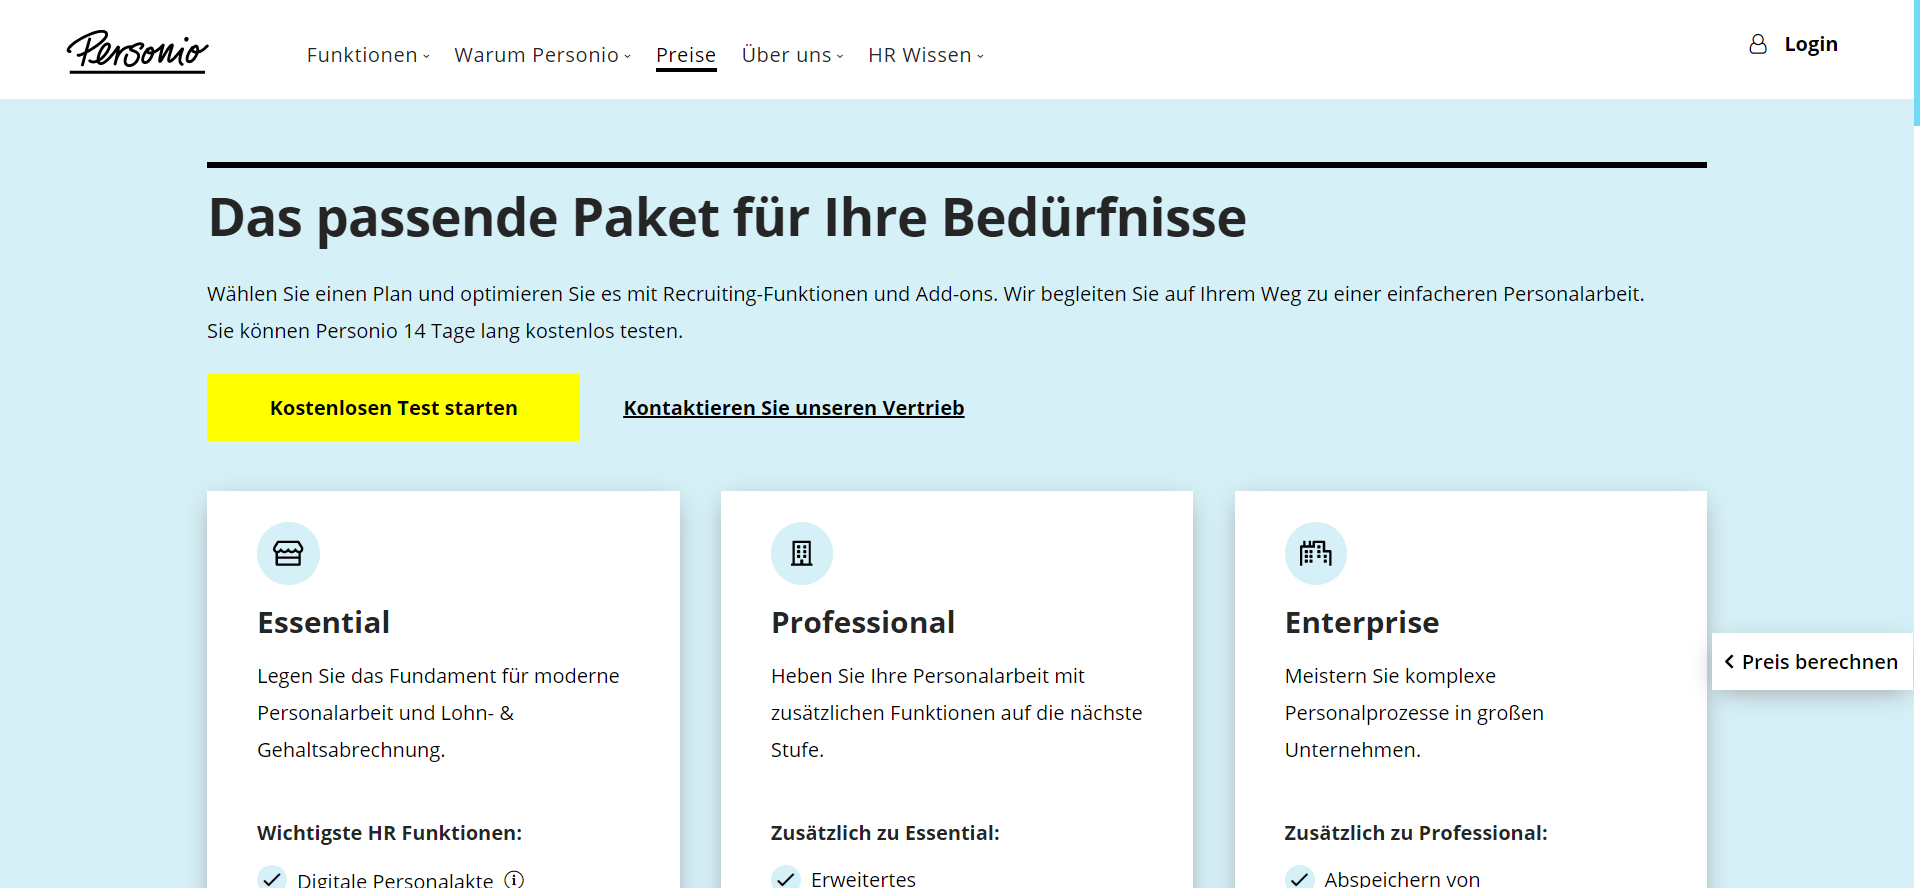 Personio
Funktionen
Warum Personio
Preise
Über uns
HR Wissen
Login
Das passende Paket für Ihre Bedürfnisse
Wählen Sie einen Plan und optimieren Sie es mit Recruiting-Funktionen und Add-ons. Wir begleiten Sie auf Ihrem Weg zu einer einfacheren Personalarbeit.
Sie können Personio 14 Tage lang kostenlos testen.
Kostenlosen Test starten
Kontaktieren Sie unseren Vertrieb
Essential
Legen Sie das Fundament für moderne
Personalarbeit und Lohn- &
Gehaltsabrechnung.
Wichtigste HR Funktionen:
Digitale Personalakte
Professional
Heben Sie Ihre Personalarbeit mit
zusätzlichen Funktionen auf die nächste
Stufe.
Zusätzlich zu Essential:
Erweitertes
Enterprise
Meistern Sie komplexe
Personalprozesse in großen
Unternehmen.
Zusätzlich zu Professional:
Abspeichern von
Preis berechnen